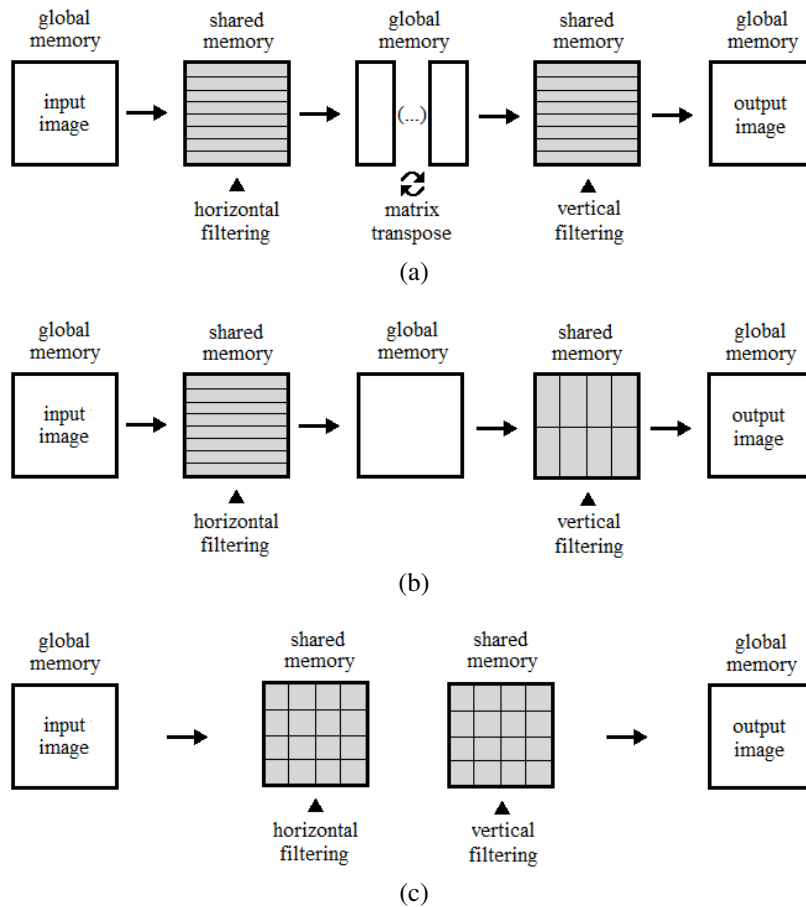 global
memory
shared
memory
global
memory
shared
memory
global
memory
input
image
(...)
output
image
horizontal
filtering
matrix
transpose
vertical
filtering
(a)
global
memory
shared
memory
global
memory
shared
memory
global
memory
input
image
output
image
horizontal
filtering
vertical
filtering
(b)
global
memory
shared
memory
shared
memory
global
memory
input
image
output
image
horizontal
filtering
vertical
filtering
(c)